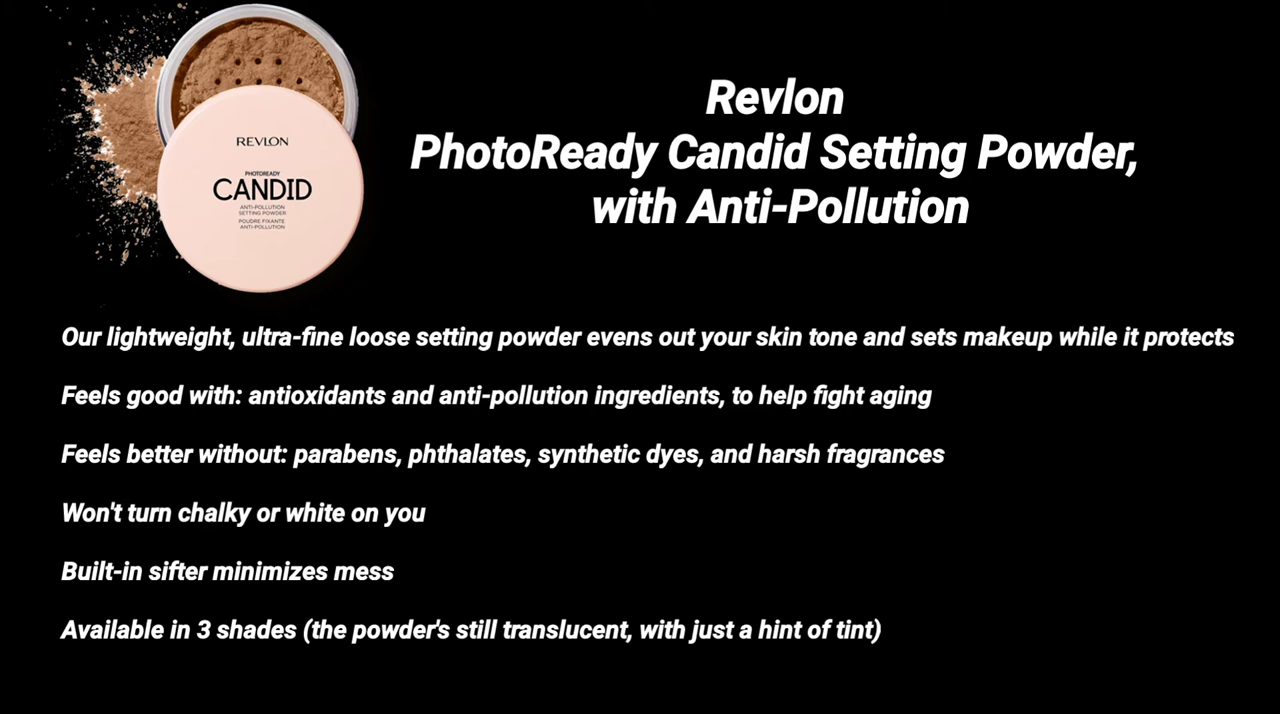 REVLON
PHOTOREADY
CANDID
ANTI-POLLUTION
SETTING POWDER
POUDRE FIXANTE
ANTI-POLLUTION
Revlon
PhotoReady Candid Setting Powder,
with Anti-Pollution
Our lightweight, ultra-fine loose setting powder evens out your skin tone and sets makeup while it protects
Feels good with: antioxidants and anti-pollution ingredients, to help fight aging
Feels better without: parabens, phthalates, synthetic dyes, and harsh fragrances
Won't turn chalky or white on you
Built-in sifter minimizes mess
Available in 3 shades (the powder's still translucent, with just a hint of tint)